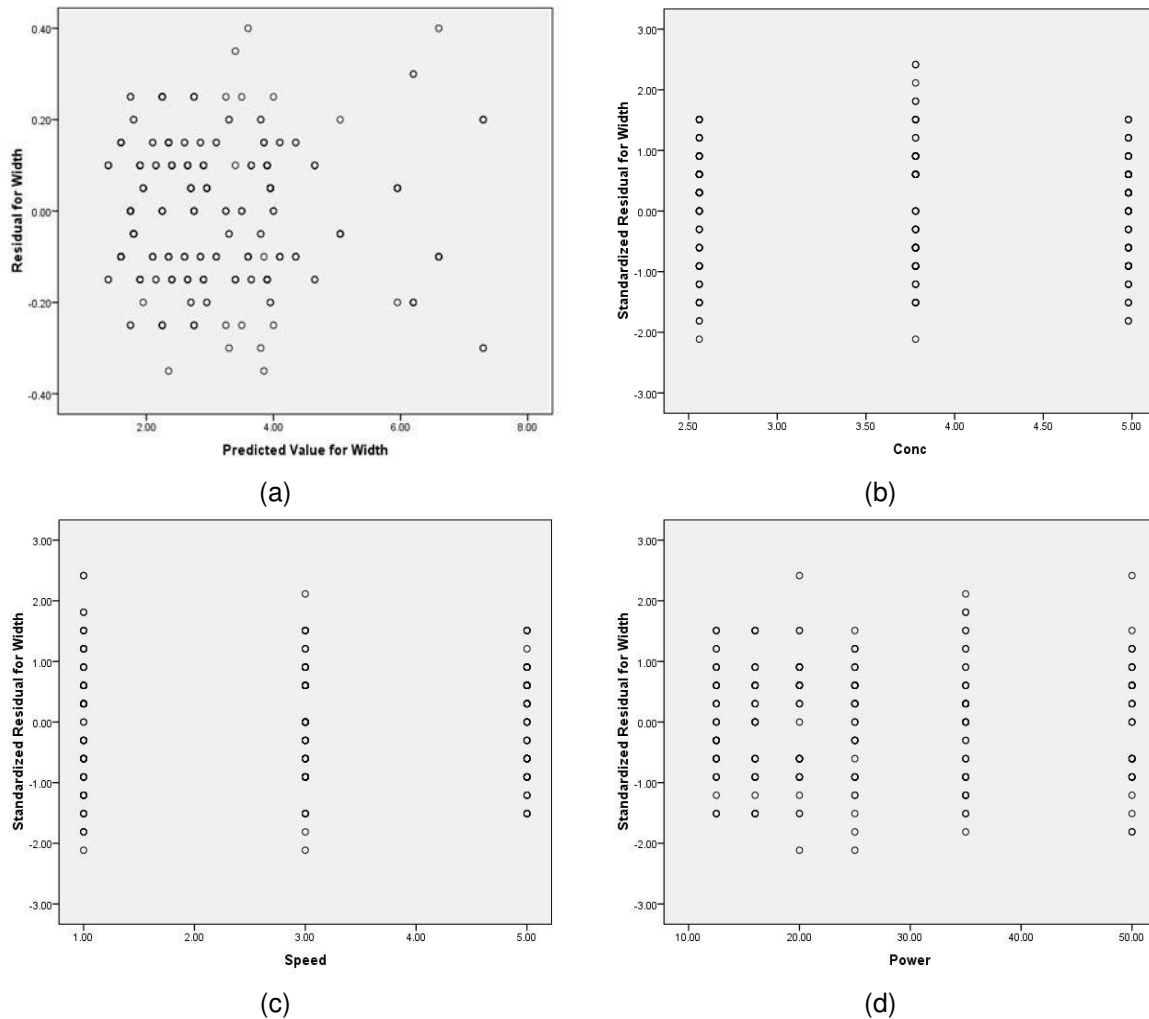 0.40
0.20
0.00
-0.20
-0.40
Residual for Width
2.00 4.00 6.00 8.00
Predicted Value for Width
(a)
3.00
2.00
1.00
0.00
-1.00
-2.00
-3.00
Standardized Residual for Width
2.50 3.00 3.50 4.00 4.50 5.00
Conc
(b)
3.00
2.00
1.00
0.00
-1.00
-2.00
-3.00
Standardized Residual for Width
1.00 2.00 3.00 4.00 5.00
Speed
(c)
3.00
2.00
1.00
0.00
-1.00
-2.00
-3.00
Standardized Residual for Width
10.00 20.00 30.00 40.00 50.00
Power
(d)